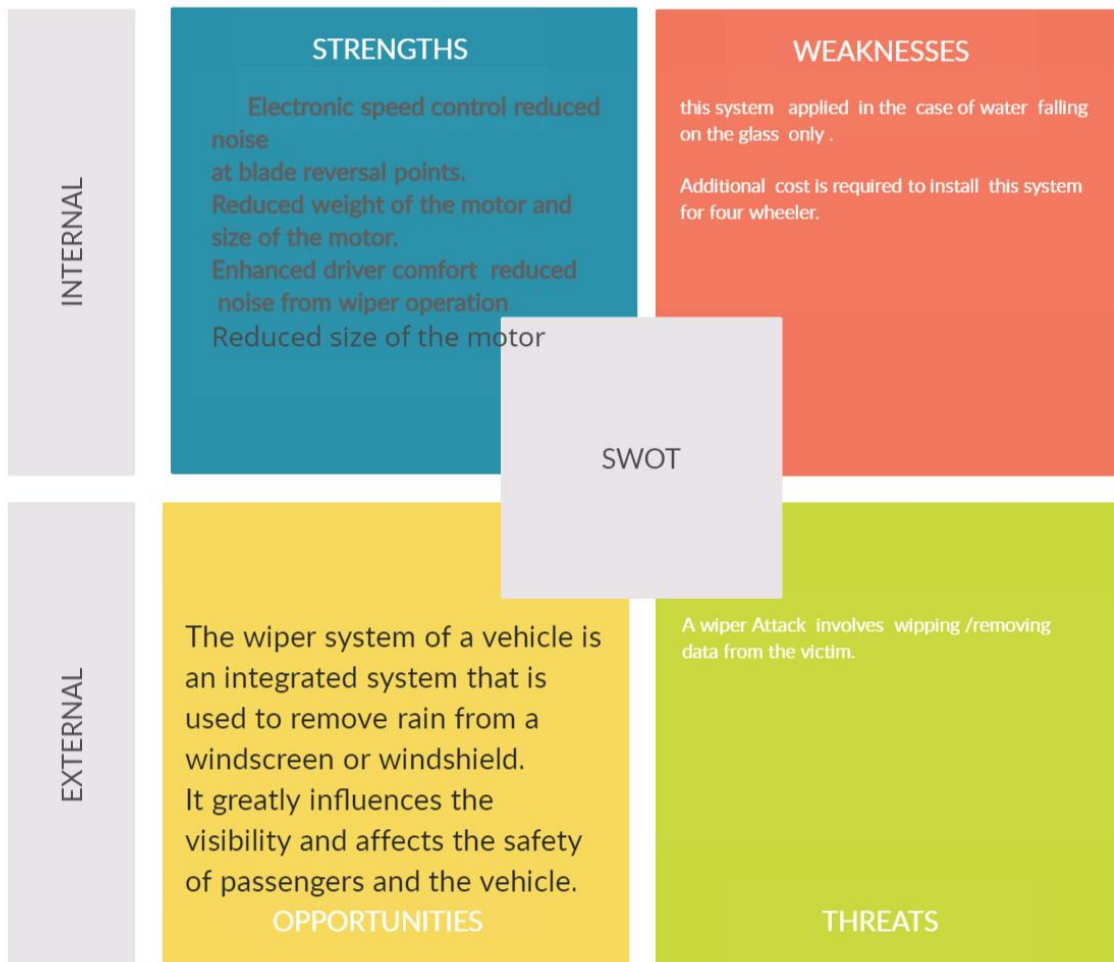 INTERNAL
STRENGTHS
Electronic speed control reduced
noise
at blade reversal points.
Reduced weight of the motor and
size of the motor.
Enhanced driver comfort reduced
noise from wiper operation
Reduced size of the motor
WEAKNESSES
this system applied in the case of water falling
on the glass only .
Additional cost is required to install this system
for four wheeler.
SWOT
EXTERNAL
The wiper system of a vehicle is
an integrated system that is
used to remove rain from a
windscreen or windshield.
It greatly influences the
visibility and affects the safety
of passengers and the vehicle.
OPPORTUNITIES
A wiper Attack involves wipping /removing
data from the victim.
THREATS